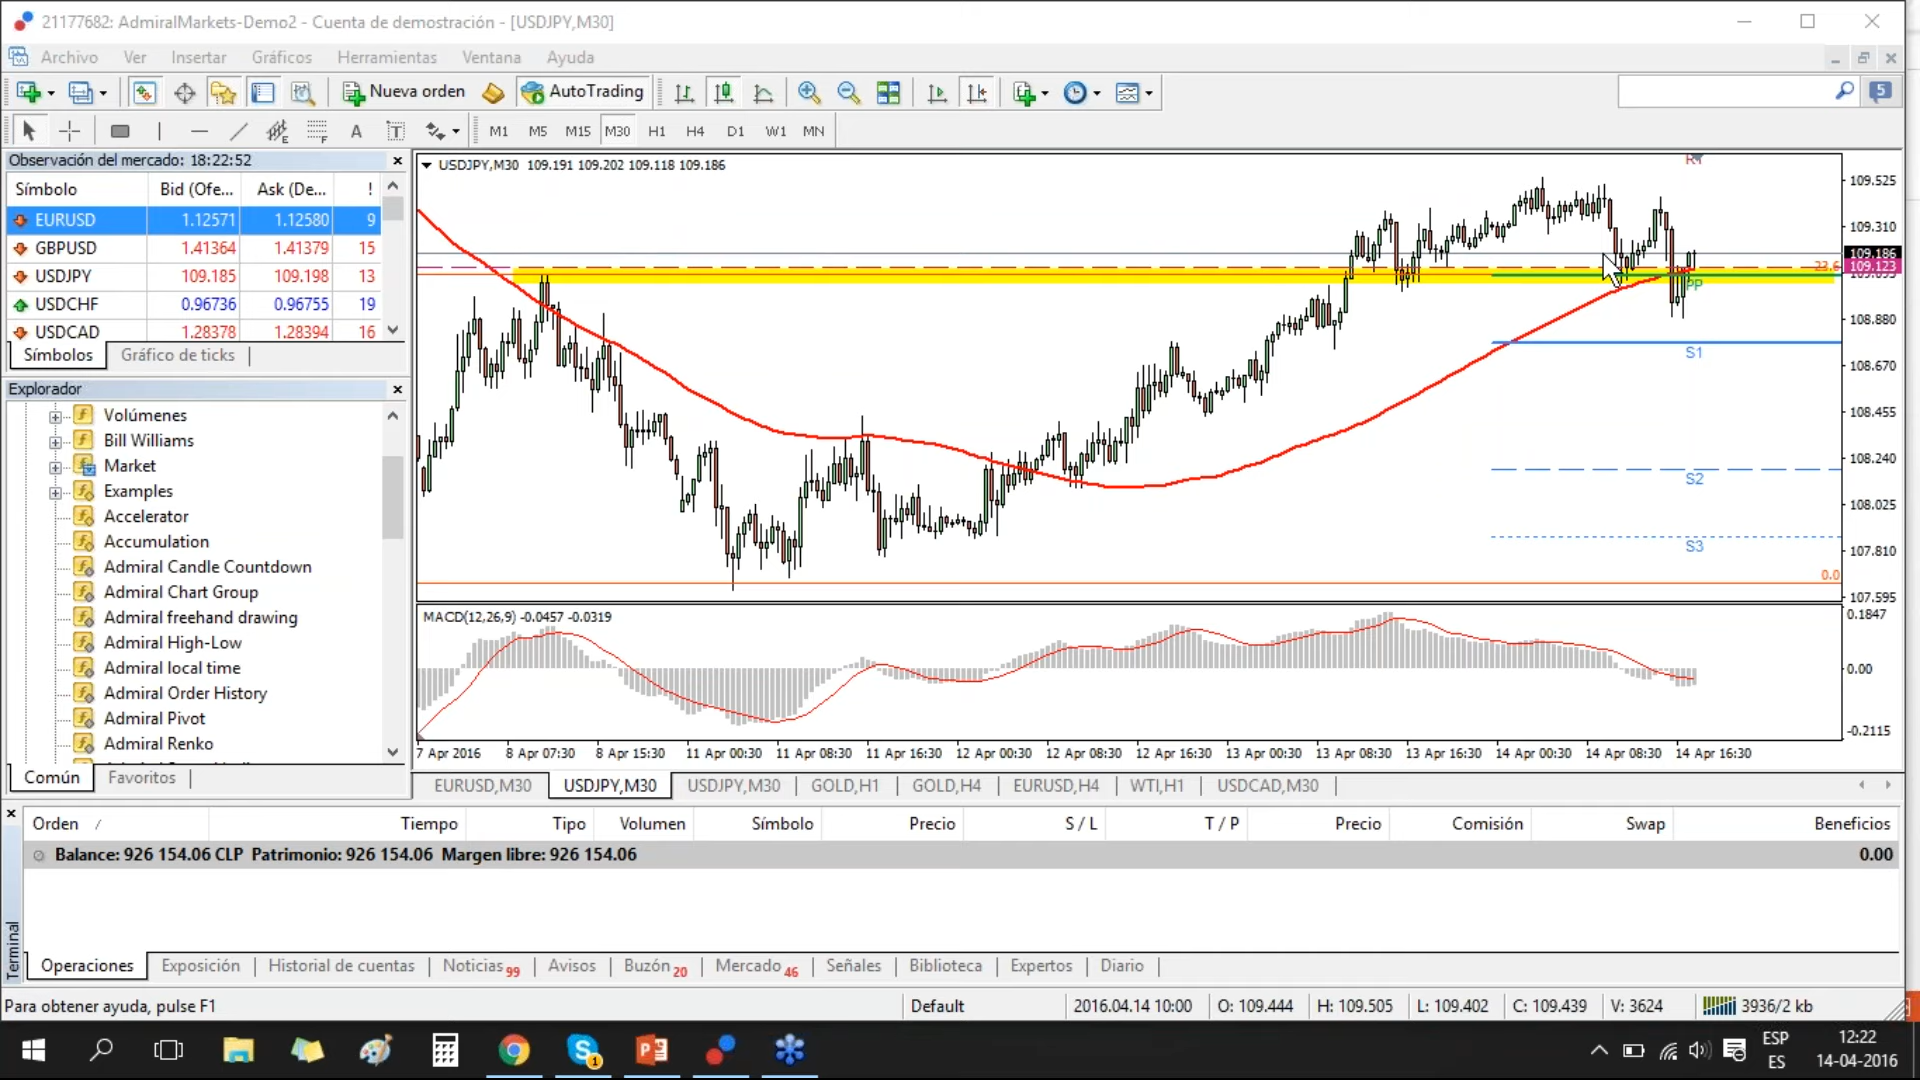 21177682: AdmiralMarkets-Demo2 - Cuenta de demostración - [USDJPY,M30]
Archivo Ver Insertar Gráficos Herramientas Ventana Ayuda
Nueva orden AutoTrading 5
A T M1 M5 M15 M30 H1 H4 D1 W1 MN
Observación del mercado: 18:22:52
Símbolo Bid (Ofe... Ask (De... !
EURUSD 1.12571 1.12580 9
GBPUSD 1.41364 1.41379 15
USDJPY 109.185 109.198 13
USDCHF 0.96736 0.96755 19
USDCAD 1.28378 1.28394 16
Símbolos Gráfico de ticks
Explorador
Volúmenes
Bill Williams
Market
Examples
Accelerator
Accumulation
Admiral Candle Countdown
Admiral Chart Group
Admiral freehand drawing
Admiral High-Low
Admiral local time
Admiral Order History
Admiral Pivot
Admiral Renko
Común Favoritos
USDJPY,M30 109.191 109.202 109.118 109.186
R1
109.525
109.310
109.186
23.6 109.123
PP
108.880
S1
108.670
108.455
108.240
S2
108.025
107.810
S3
0.0
107.595
MACD(12,26,9) -0.0457 -0.0319
0.1847
0.00
-0.2115
7 Apr 2016 8 Apr 07:30 8 Apr 15:30 11 Apr 00:30 11 Apr 08:30 11 Apr 16:30 12 Apr 00:30 12 Apr 08:30 12 Apr 16:30 13 Apr 00:30 13 Apr 08:30 13 Apr 16:30 14 Apr 00:30 14 Apr 08:30 14 Apr 16:30
EURUSD,M30 USDJPY,M30 USDJPY,M30 GOLD,H1 GOLD,H4 EURUSD,H4 WTI,H1 USDCAD,M30
Orden / Tiempo Tipo Volumen Símbolo Precio S / L T / P Precio Comisión Swap Beneficios
Balance: 926 154.06 CLP Patrimonio: 926 154.06 Margen libre: 926 154.06 0.00
Terminal
Operaciones Exposición Historial de cuentas Noticias 99 Avisos Buzón 20 Mercado 46 Señales Biblioteca Expertos Diario
Para obtener ayuda, pulse F1 Default 2016.04.14 10:00 O: 109.444 H: 109.505 L: 109.402 C: 109.439 V: 3624 3936/2 kb
1
ESP
ES
12:22
14-04-2016